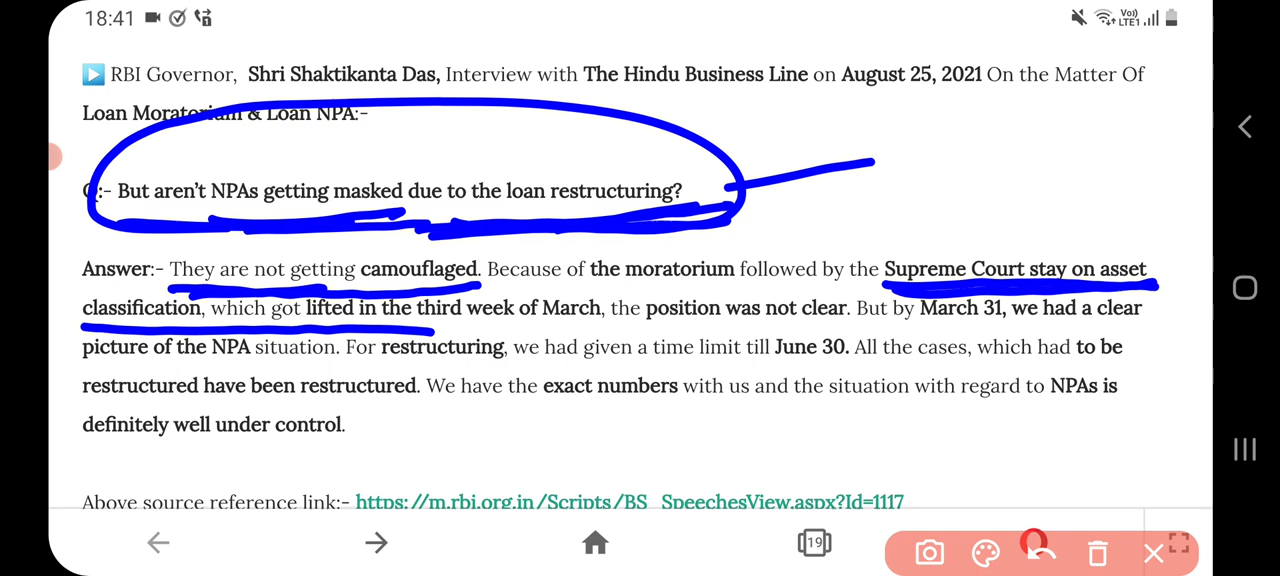 18:41
Vo))
LTE1
RBI Governor, Shri Shaktikanta Das, Interview with The Hindu Business Line on August 25, 2021 On the Matter Of
Loan Moratorium & Loan NPA:-
Q:- But aren't NPAs getting masked due to the loan restructuring?
Answer:- They are not getting camouflaged. Because of the moratorium followed by the Supreme Court stay on asset
classification, which got lifted in the third week of March, the position was not clear. But by March 31, we had a clear
picture of the NPA situation. For restructuring, we had given a time limit till June 30. All the cases, which had to be
restructured have been restructured. We have the exact numbers with us and the situation with regard to NPAs is
definitely well under control.
Above source reference link:- https://m.rbi.org.in/Scripts/BS_SpeechesView.aspx?Id=1117
19